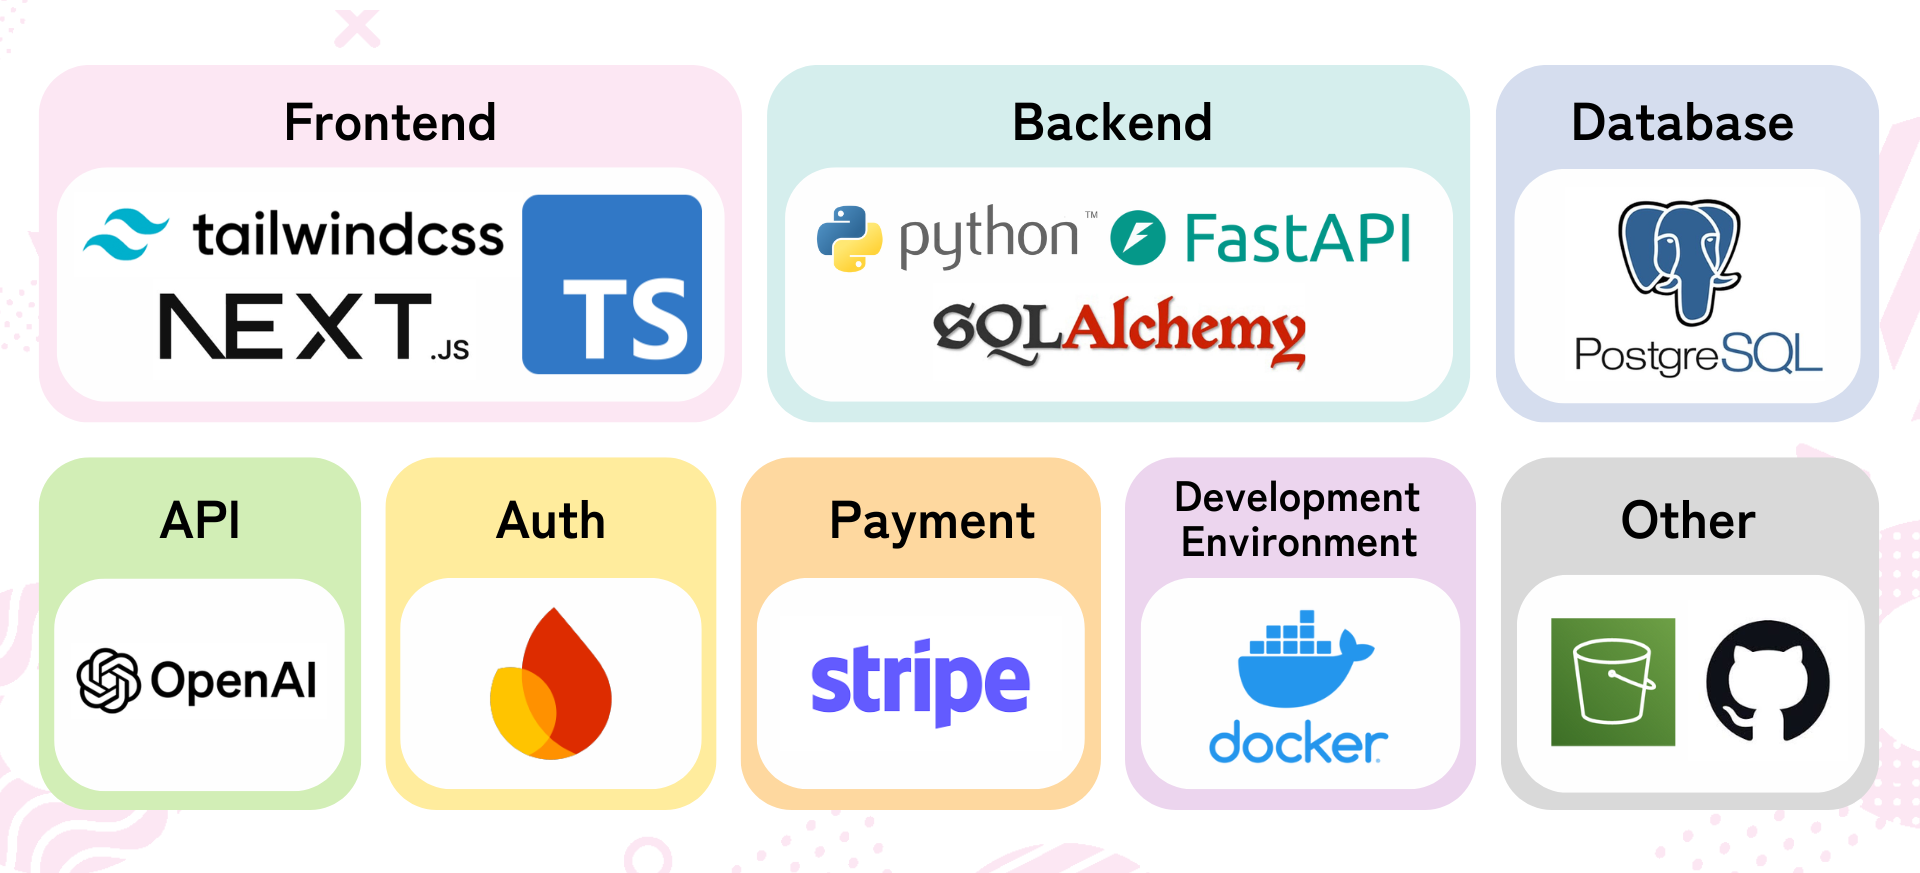 Frontend
tailwindcss
NEXT.JS
TS
Backend
python™
FastAPI
SQLAlchemy
Database
PostgreSQL
API
OpenAI
Auth
Payment
stripe
Development
Environment
docker
Other